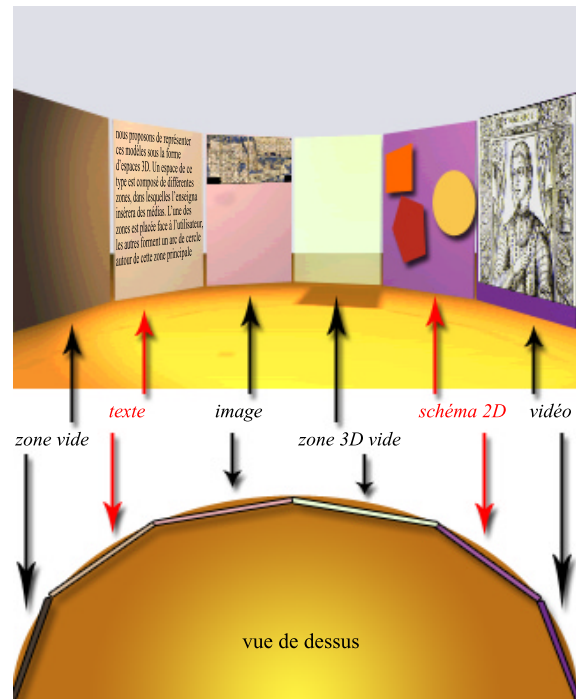 nous proposons de représenter
ces modèles sous la forme
d'espaces 3D. Un espace de ce
type est composé de différentes
zones, dans lesquelles l'enseigna
insérera des médias. L'une des
zones est placée face à l'utilisateur,
les autres forment un arc de cercle
autour de cette zone principale
texte
image
schéma 2D
vidéo
zone vide
zone 3D vide
vue de dessus